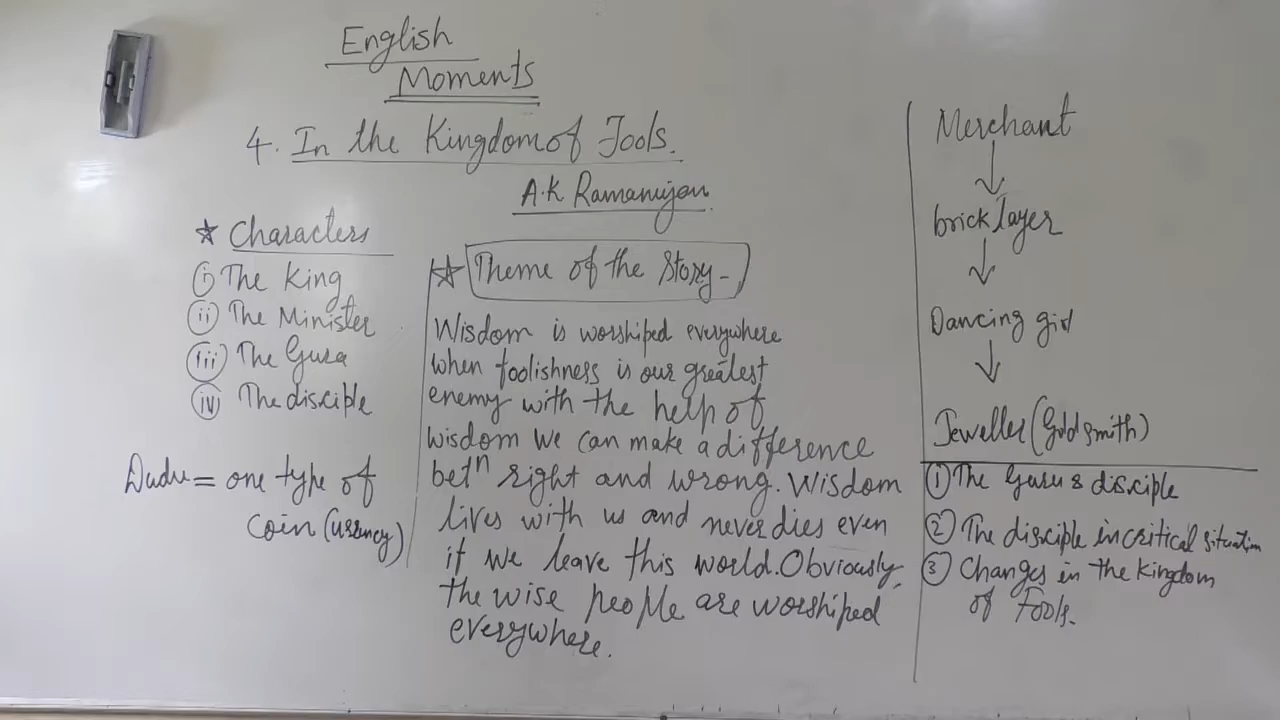 English
Moments
4. In the Kingdom of Fools.
A.K Ramanujan
☆ Characters
(i) The King
(ii) The Minister
(iii) The Guru
(iv) The disciple
Dudu = one type of
coin (currency)
☆ Theme of the Story -
Wisdom is worshiped everywhere
when foolishness is our greatest
enemy with the help of
wisdom we can make a difference
betⁿ right and wrong. Wisdom
lives with us and never dies even
if we leave this world. Obviously,
the wise people are worshiped
everywhere.
Merchant
↓
bricklayer
↓
Dancing girl
↓
Jeweller (Goldsmith)
① The Guru & disciple
② The disciple in critical situation
③ Changes in the Kingdom
of Fools.